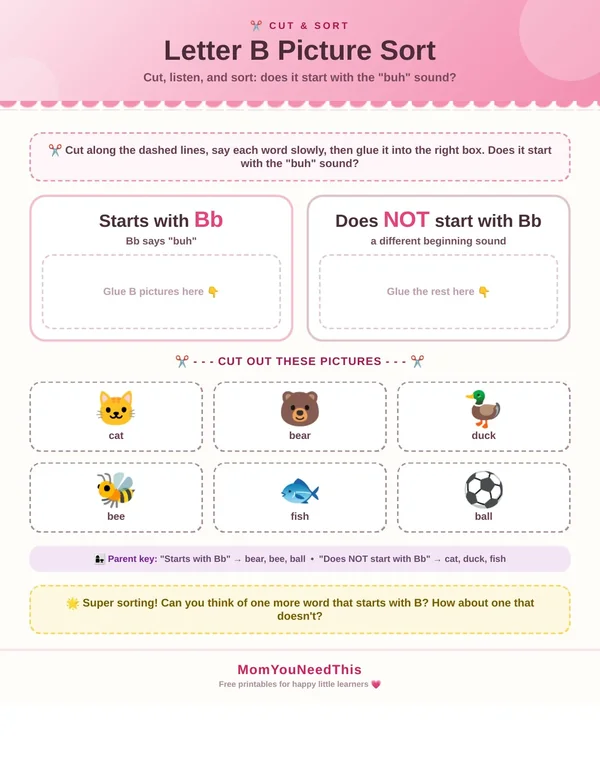 ✂️ CUT & SORT
Letter B Picture Sort
Cut, listen, and sort: does it start with the "buh" sound?
✂️ Cut along the dashed lines, say each word slowly, then glue it into the right box. Does it start
with the "buh" sound?
Starts with Bb
Bb says "buh"
Glue B pictures here 👇
Does NOT start with Bb
a different beginning sound
Glue the rest here 👇
✂️ - - - CUT OUT THESE PICTURES - - - ✂️
cat
bear
duck
bee
fish
ball
Parent key: "Starts with Bb" → bear, bee, ball • "Does NOT start with Bb" → cat, duck, fish
🌟 Super sorting! Can you think of one more word that starts with B? How about one that
doesn't?
MomYouNeedThis
Free printables for happy little learners 💗